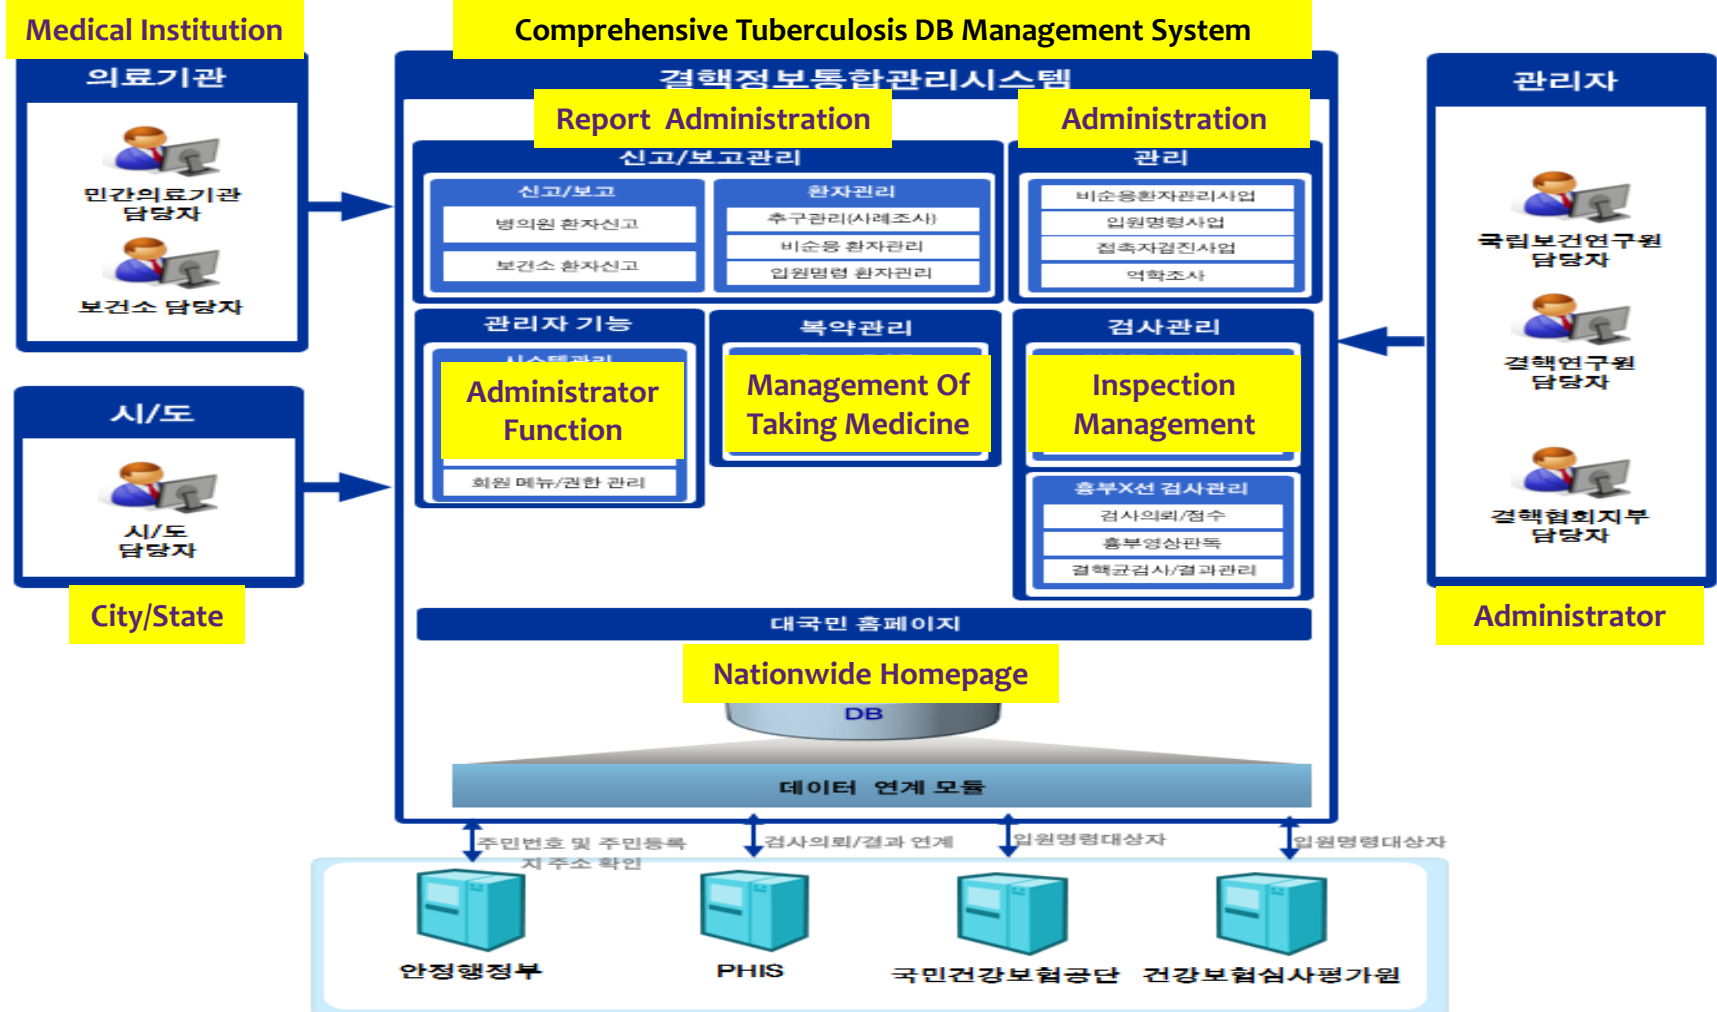 Medical Institution
Comprehensive Tuberculosis DB Management System
의료기관
민간의료기관
담당자
보건소 담당자
시/도
시/도
담당자
City/State
결핵정보통합관리시스템
Report Administration
신고/보고관리
신고/보고
병의원 환자신고
보건소 환자신고
환자관리
추구관리(사례조사)
비순응 환자관리
입원명령 환자관리
Administration
관리
비순응환자관리사업
입원명령사업
접촉자검진사업
역학조사
관리자 기능
시스템관리
Administrator
Function
회원 메뉴/권한 관리
복약관리
Management Of
Taking Medicine
검사관리
Inspection
Management
흉부X선 검사관리
검사의뢰/접수
흉부영상판독
결핵균검사/결과관리
대국민 홈페이지
Nationwide Homepage
DB
데이터 연계 모듈
관리자
국립보건연구원
담당자
결핵연구원
담당자
결핵협회지부
담당자
Administrator
주민번호 및 주민등록
지 주소 확인
검사의뢰/결과 연계
입원명령대상자
입원명령대상자
안정행정부
PHIS
국민건강보험공단
건강보험심사평가원